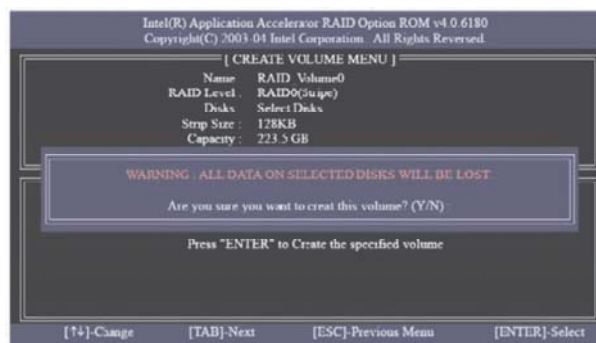 Intel(R) Application Accelerator RAID Option ROM v4.0.6180
Copyright(C) 2003-04 Intel Corporation. All Rights Reversed.
[ CREATE VOLUME MENU ]
Name RAID_Volume0
RAID Level : RAID0(Stripe)
Disks Select Disks
Strip Size : 128KB
Capacity : 223.5 GB
WARNING : ALL DATA ON SELECTED DISKS WILL BE LOST.
Are you sure you want to creat this volume? (Y/N) :
Press "ENTER" to Create the specified volume
[↑↓]-Change [TAB]-Next [ESC]-Previous Menu [ENTER]-Select